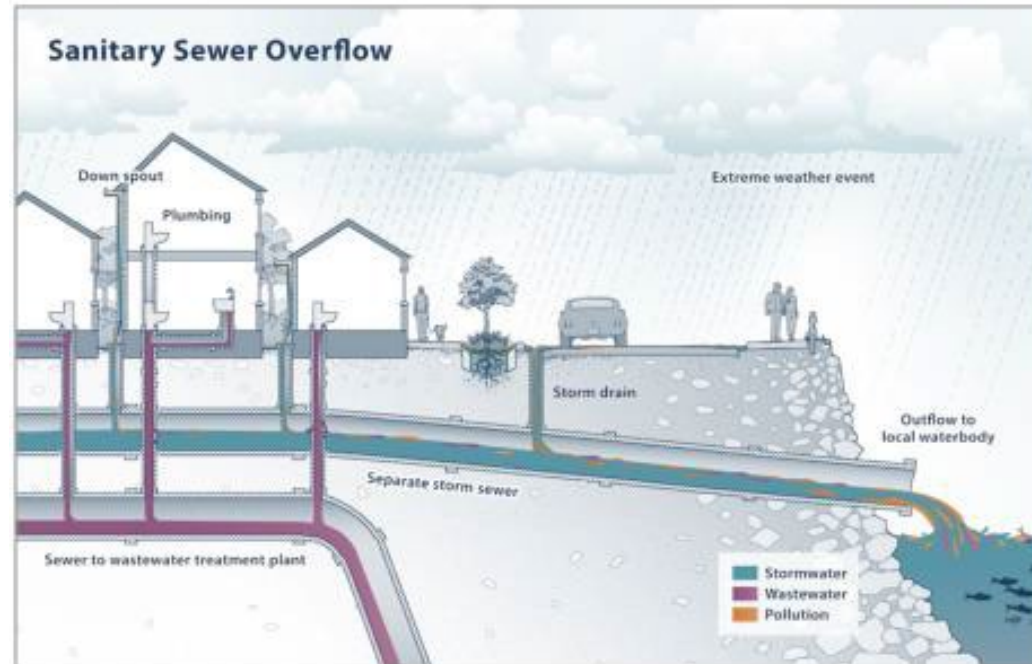 Sanitary Sewer Overflow
Down spout
Extreme weather event
Plumbing
Storm drain
Outflow to
local waterbody
Separate storm sewer
Sewer to wastewater treatment plant
Stormwater
Wastewater
Pollution